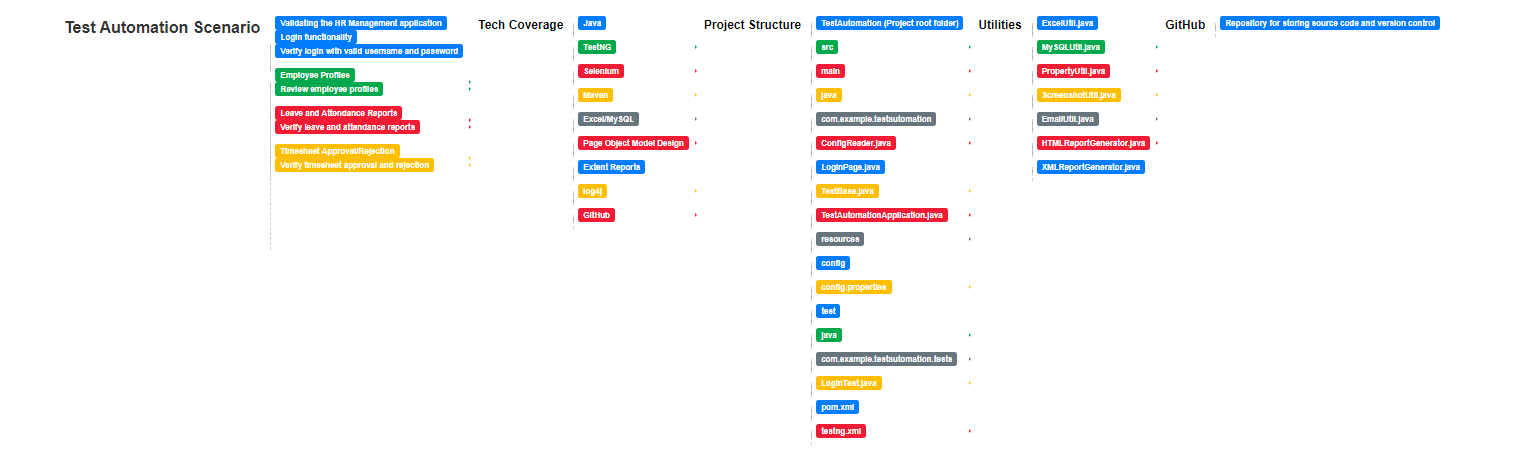 Test Automation Scenario
Validating the HR Management application
Login functionality
Verify login with valid username and password
Employee Profiles
Review employee profiles
Leave and Attendance Reports
Verify leave and attendance reports
Timesheet Approval/Rejection
Verify timesheet approval and rejection
Tech Coverage
Java
TestNG
Selenium
Maven
Excel/MySQL
Page Object Model Design
Extent Reports
log4j
GitHub
Project Structure
TestAutomation (Project root folder)
src
main
java
com.example.testautomation
ConfigReader.java
LoginPage.java
TestBase.java
TestAutomationApplication.java
resources
config
config.properties
test
java
com.example.testautomation.tests
LoginTest.java
pom.xml
testng.xml
Utilities
ExcelUtil.java
MySQLUtil.java
PropertyUtil.java
ScreenshotUtil.java
EmailUtil.java
HTMLReportGenerator.java
XMLReportGenerator.java
GitHub
Repository for storing source code and version control